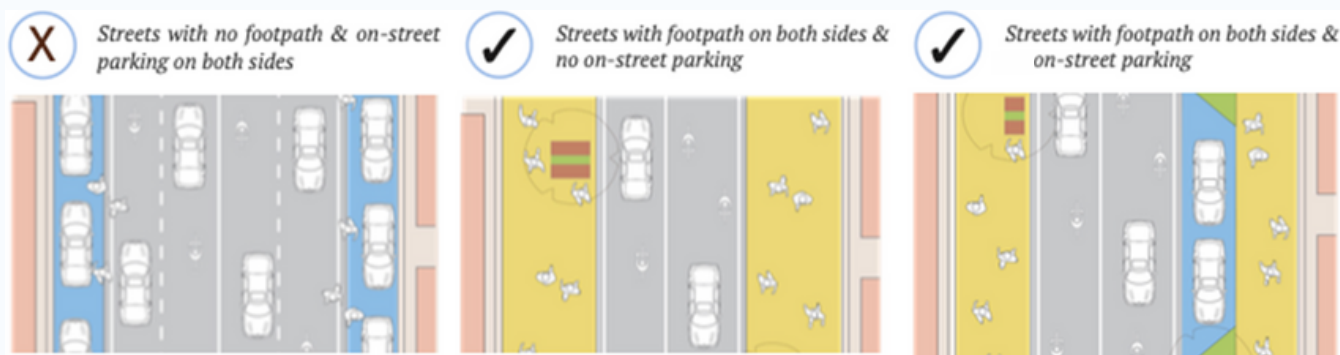 X
Streets with no footpath & on-street
parking on both sides
✓
Streets with footpath on both sides &
no on-street parking
✓
Streets with footpath on both sides &
on-street parking